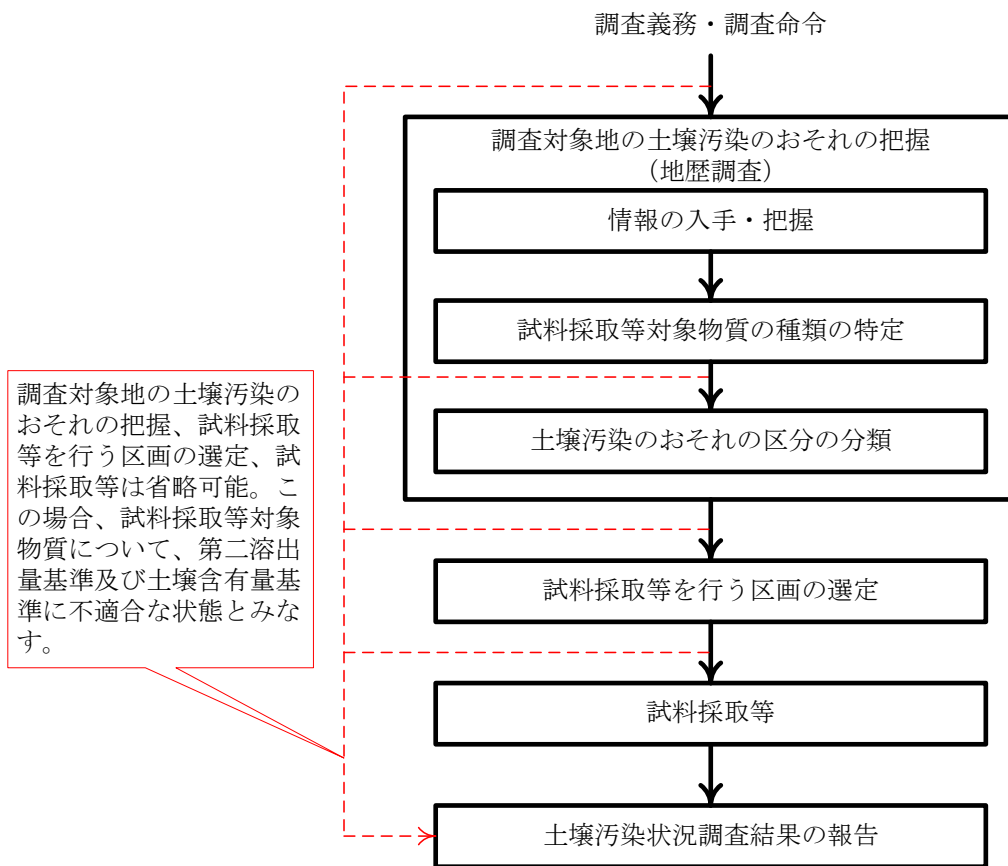 調査義務・調査命令
調査対象地の土壌汚染のおそれの把握
（地歴調査）
情報の入手・把握
試料採取等対象物質の種類の特定
土壌汚染のおそれの区分の分類
調査対象地の土壌汚染の
おそれの把握、試料採取
等を行う区画の選定、試
料採取等は省略可能。こ
の場合、試料採取等対象
物質について、第二溶出
量基準及び土壌含有量基
準に不適合な状態とみな
す。
試料採取等を行う区画の選定
試料採取等
土壌汚染状況調査結果の報告